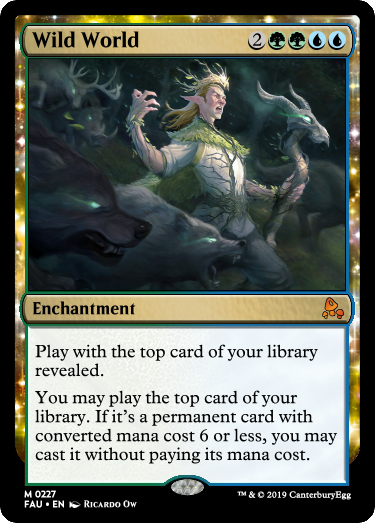 Wild World 2
Enchantment
Play with the top card of your library
revealed.
You may play the top card of your
library. If it's a permanent card with
converted mana cost 6 or less, you may
cast it without paying its mana cost.
M 0227
FAU • EN Ricardo Ow
™ & © 2019 CanterburyEgg